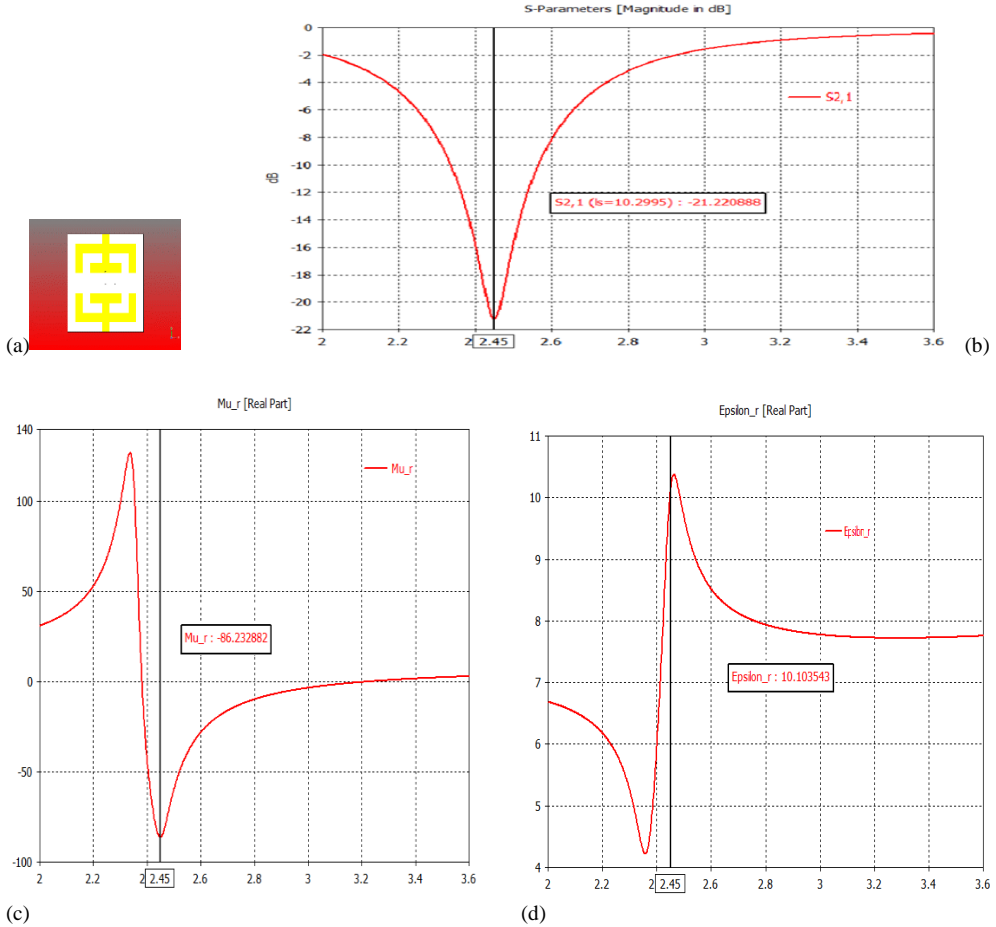 S-Parameters [Magnitude in dB]
0
-2
-4
-6
-8
-10
-12
-14
-16
-18
-20
-22
dB
S2,1
S2,1 (ls=10.2995) : -21.220888
2 2.2 2 2.45 2.6 2.8 3 3.2 3.4 3.6
(a) (b)
Mu_r [Real Part]
140
100
50
0
-50
-100
Mu_r
Mu_r : -86.232882
2 2.2 2 2.45 2.6 2.8 3 3.2 3.4 3.6
Epsilon_r [Real Part]
11
10
9
8
7
6
5
4
Epsilon_r
Epsilon_r : 10.103543
2 2.2 2 2.45 2.6 2.8 3 3.2 3.4 3.6
(c) (d)